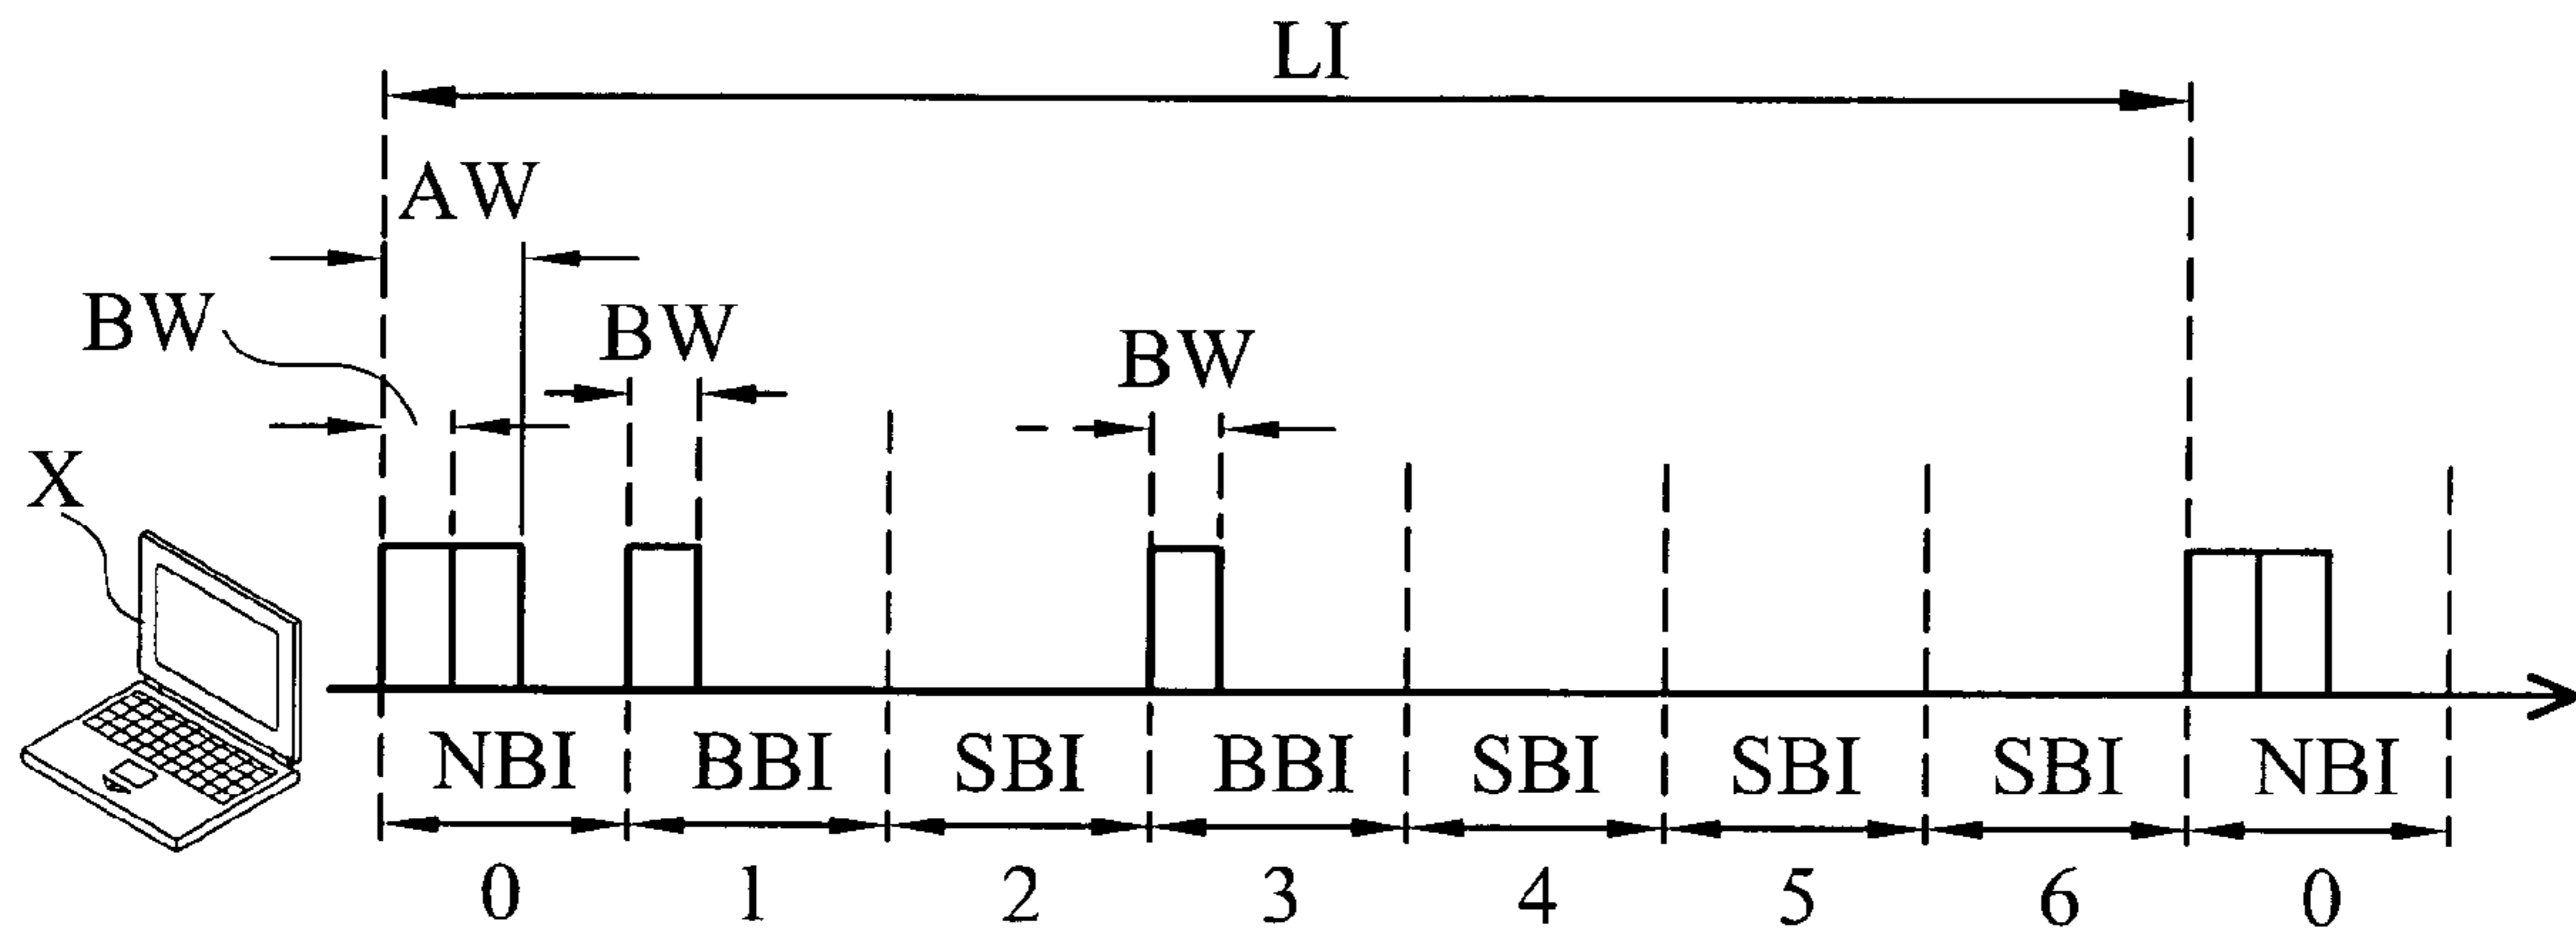 LI
AW
BW
BW
BW
X
NBI BBI SBI BBI SBI SBI SBI NBI
0 1 2 3 4 5 6 0